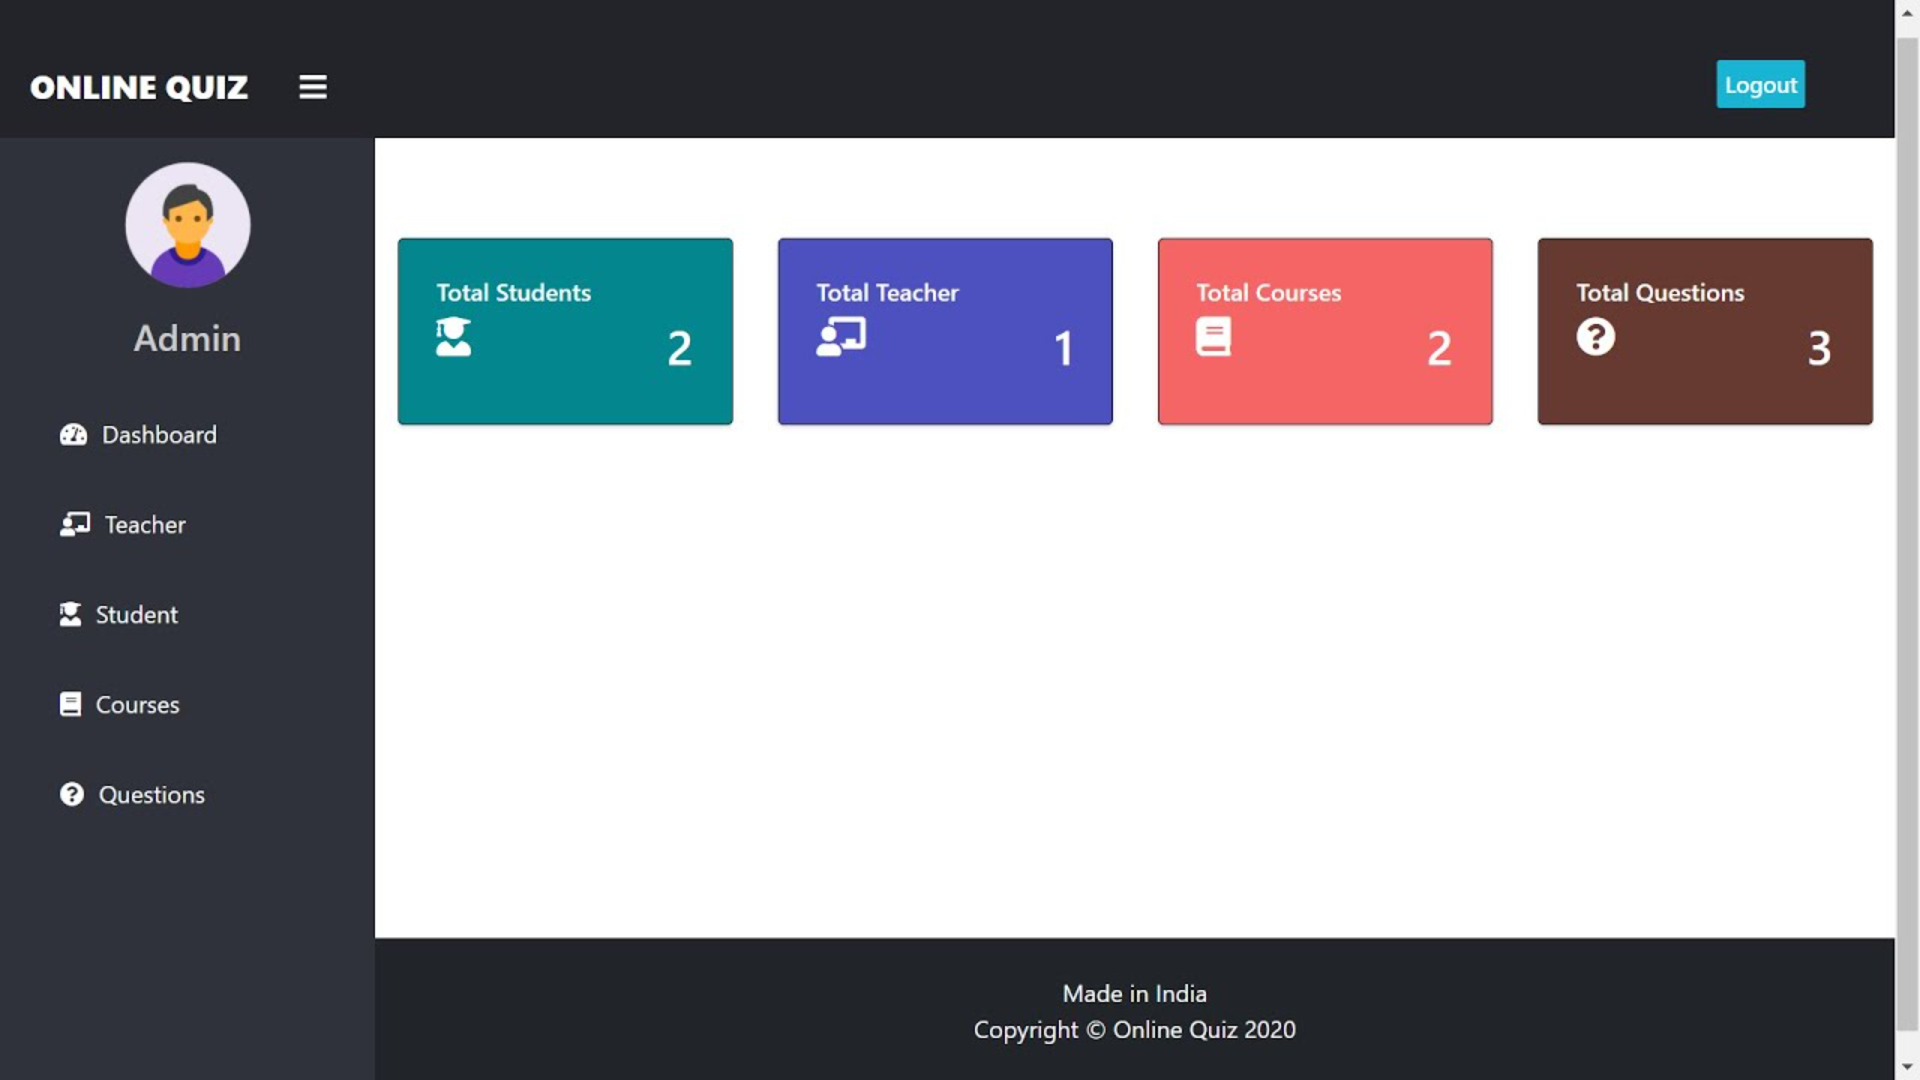 ONLINE QUIZ
Logout
Admin
Dashboard
Teacher
Student
Courses
Questions
Total Students
2
Total Teacher
1
Total Courses
2
Total Questions
3
Made in India
Copyright © Online Quiz 2020